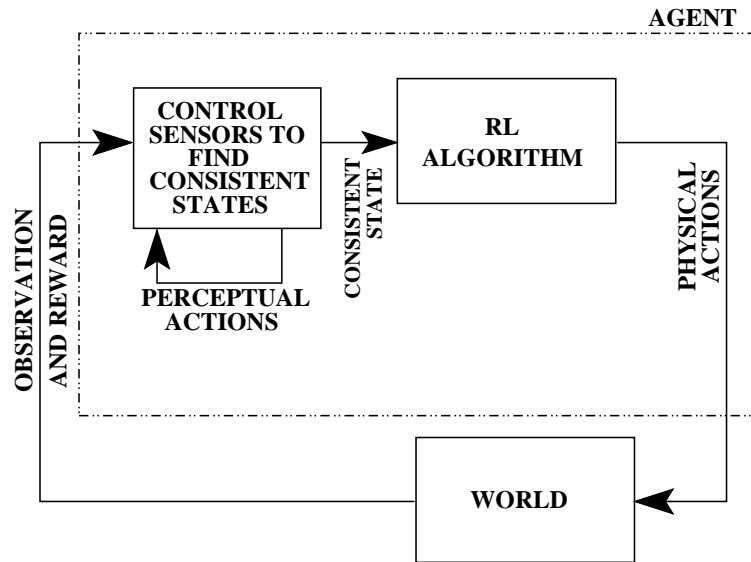 AGENT
CONTROL
SENSORS TO
FIND
CONSISTENT
STATES
RL
ALGORITHM
CONSISTENT
STATE
PERCEPTUAL
ACTIONS
PHYSICAL
ACTIONS
OBSERVATION
AND REWARD
WORLD